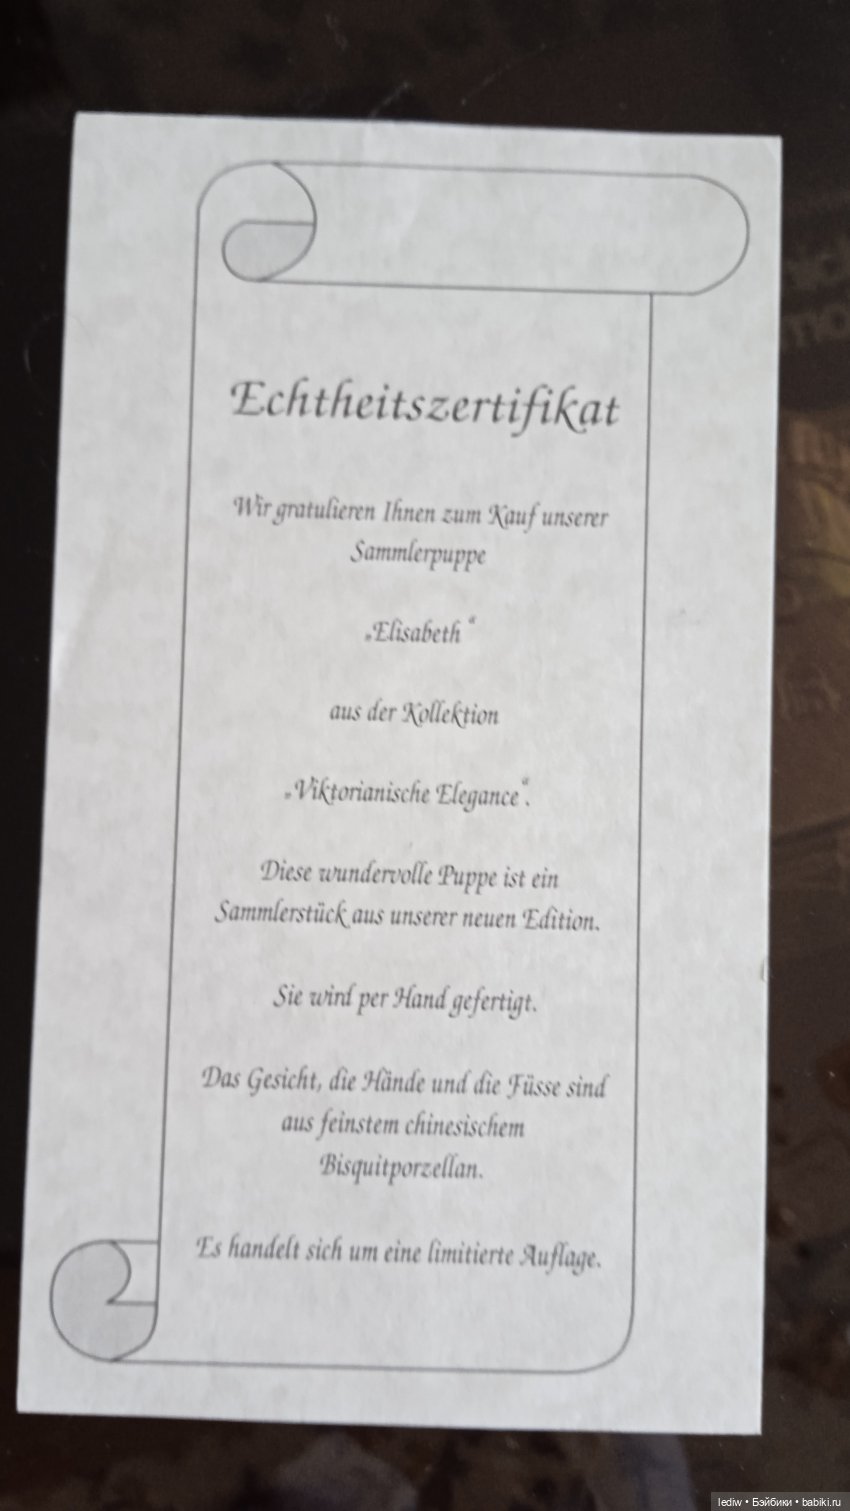 Echtheitszertifikat
Wir gratulieren Ihnen zum Kauf unserer
Sammlerpuppe
„Elisabeth “
aus der Kollektion
„Viktorianische Elegance“.
Diese wundervolle Puppe ist ein
Sammlerstück aus unserer neuen Edition.
Sie wird per Hand gefertigt.
Das Gesicht, die Hände und die Füsse sind
aus feinstem chinesischem
Bisquitporzellan.
Es handelt sich um eine limitierte Auflage.
lediw • Бэйбики • babiki.ru